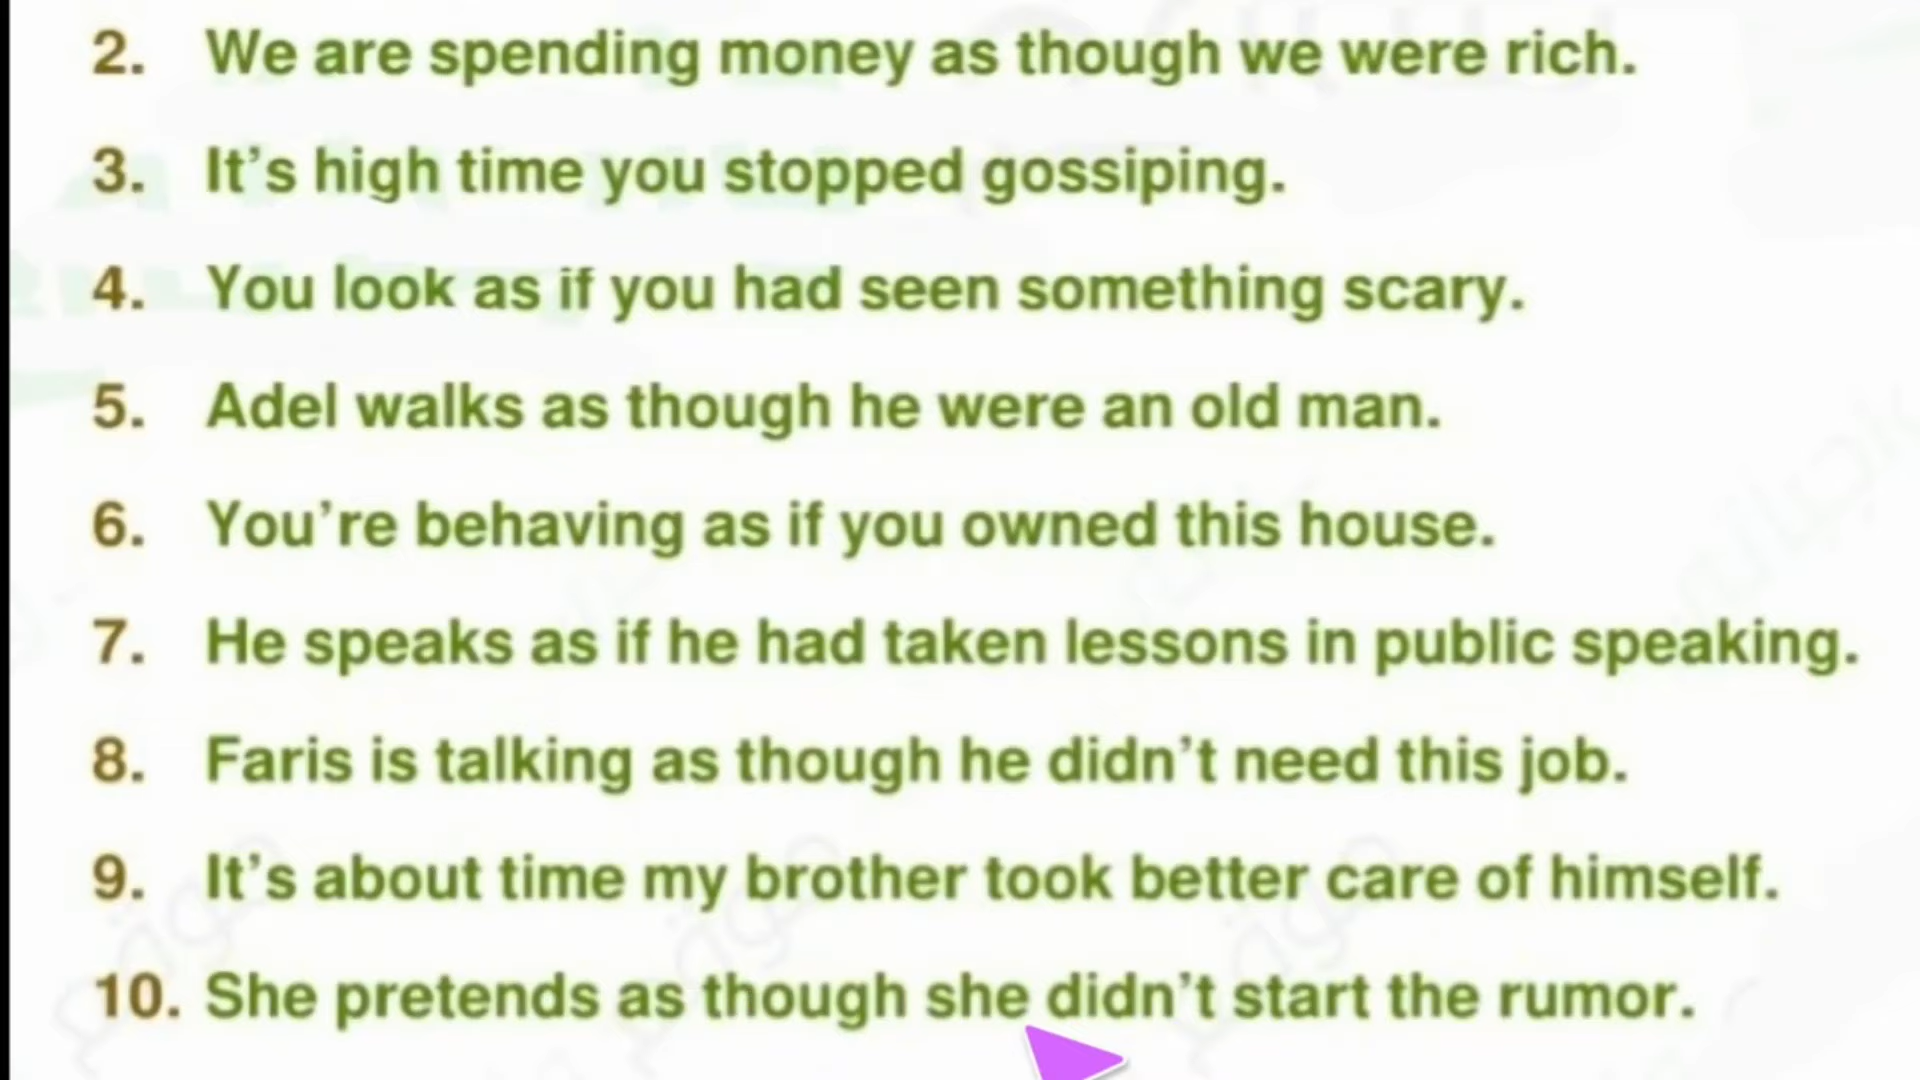 2. We are spending money as though we were rich.
3. It’s high time you stopped gossiping.
4. You look as if you had seen something scary.
5. Adel walks as though he were an old man.
6. You’re behaving as if you owned this house.
7. He speaks as if he had taken lessons in public speaking.
8. Faris is talking as though he didn’t need this job.
9. It’s about time my brother took better care of himself.
10. She pretends as though she didn’t start the rumor.